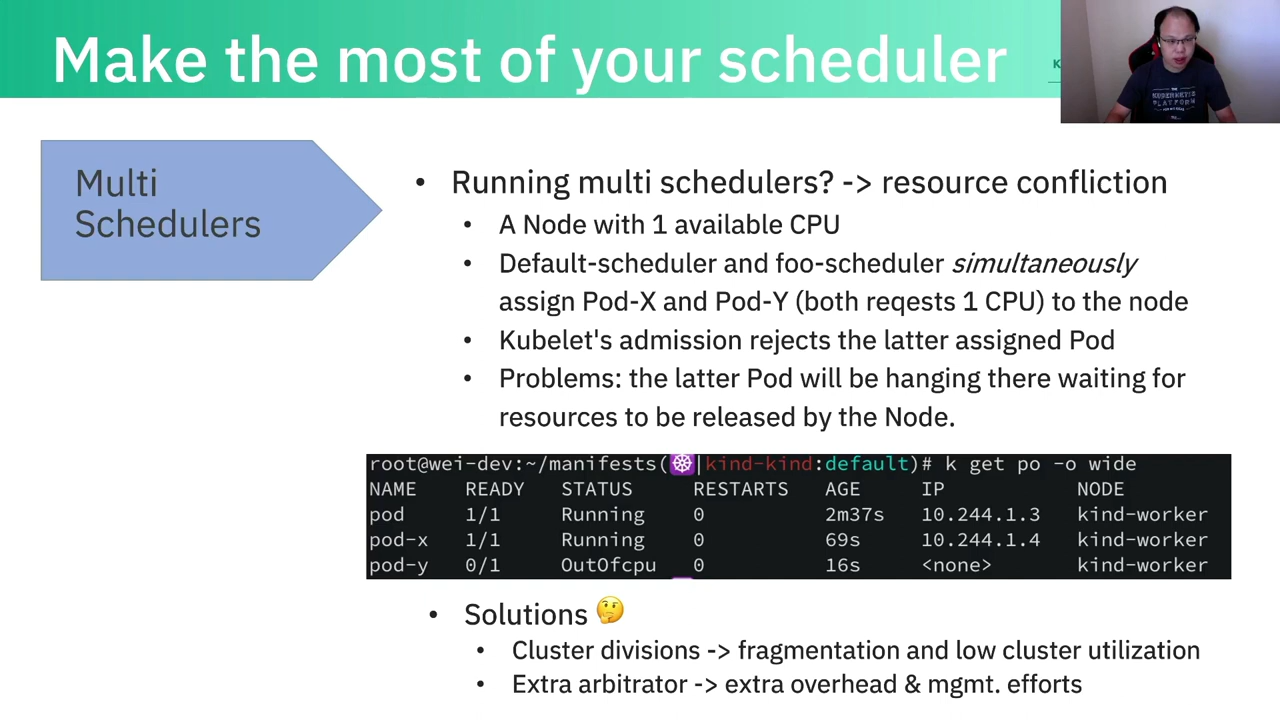 Make the most of your scheduler
K
Multi
Schedulers
• Running multi schedulers? -> resource confliction
• A Node with 1 available CPU
• Default-scheduler and foo-scheduler simultaneously
assign Pod-X and Pod-Y (both reqests 1 CPU) to the node
• Kubelet's admission rejects the latter assigned Pod
• Problems: the latter Pod will be hanging there waiting for
resources to be released by the Node.
root@wei-dev:~/manifests(⎈|kind-kind:default)# k get po -o wide
NAME READY STATUS RESTARTS AGE IP NODE
pod 1/1 Running 0 2m37s 10.244.1.3 kind-worker
pod-x 1/1 Running 0 69s 10.244.1.4 kind-worker
pod-y 0/1 OutOfcpu 0 16s <none> kind-worker
• Solutions 🤔
• Cluster divisions -> fragmentation and low cluster utilization
• Extra arbitrator -> extra overhead & mgmt. efforts